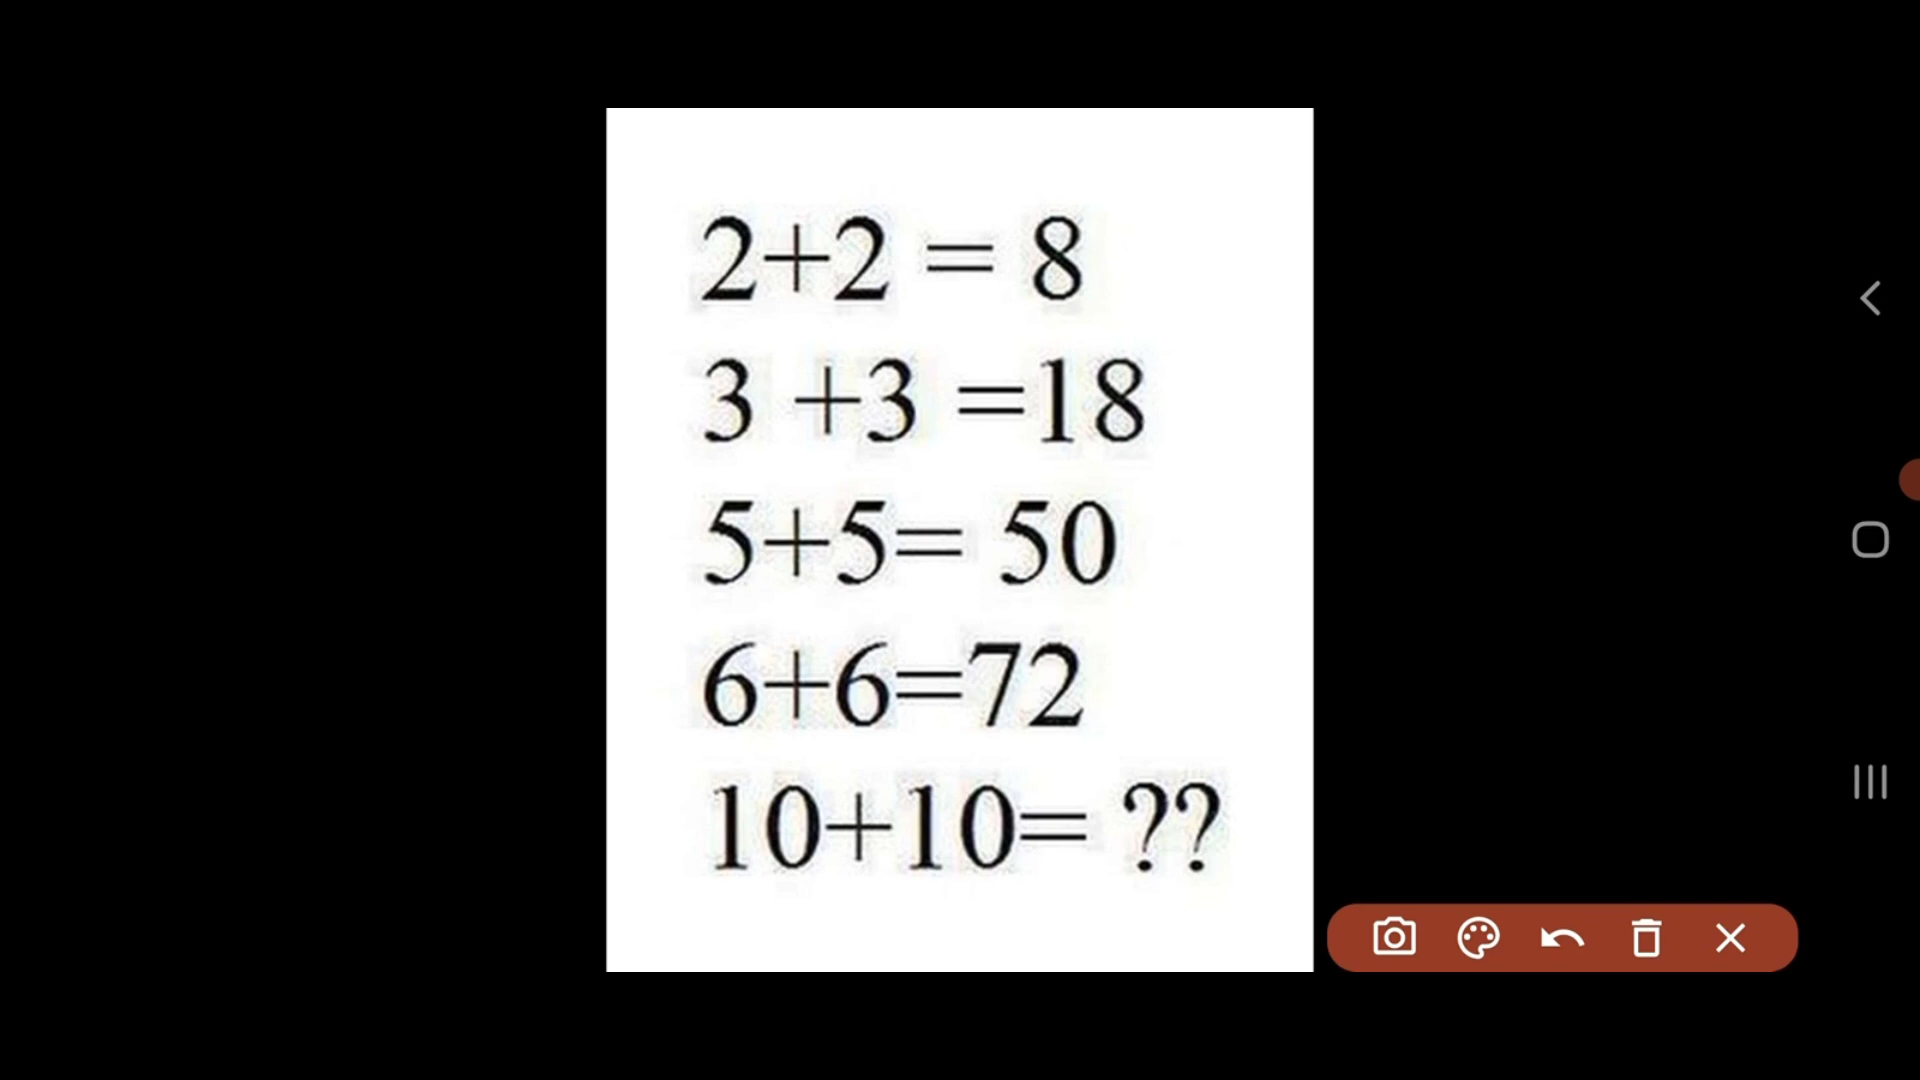 2+2 = 8
3 +3 =18
5+5= 50
6+6=72
10+10= ??